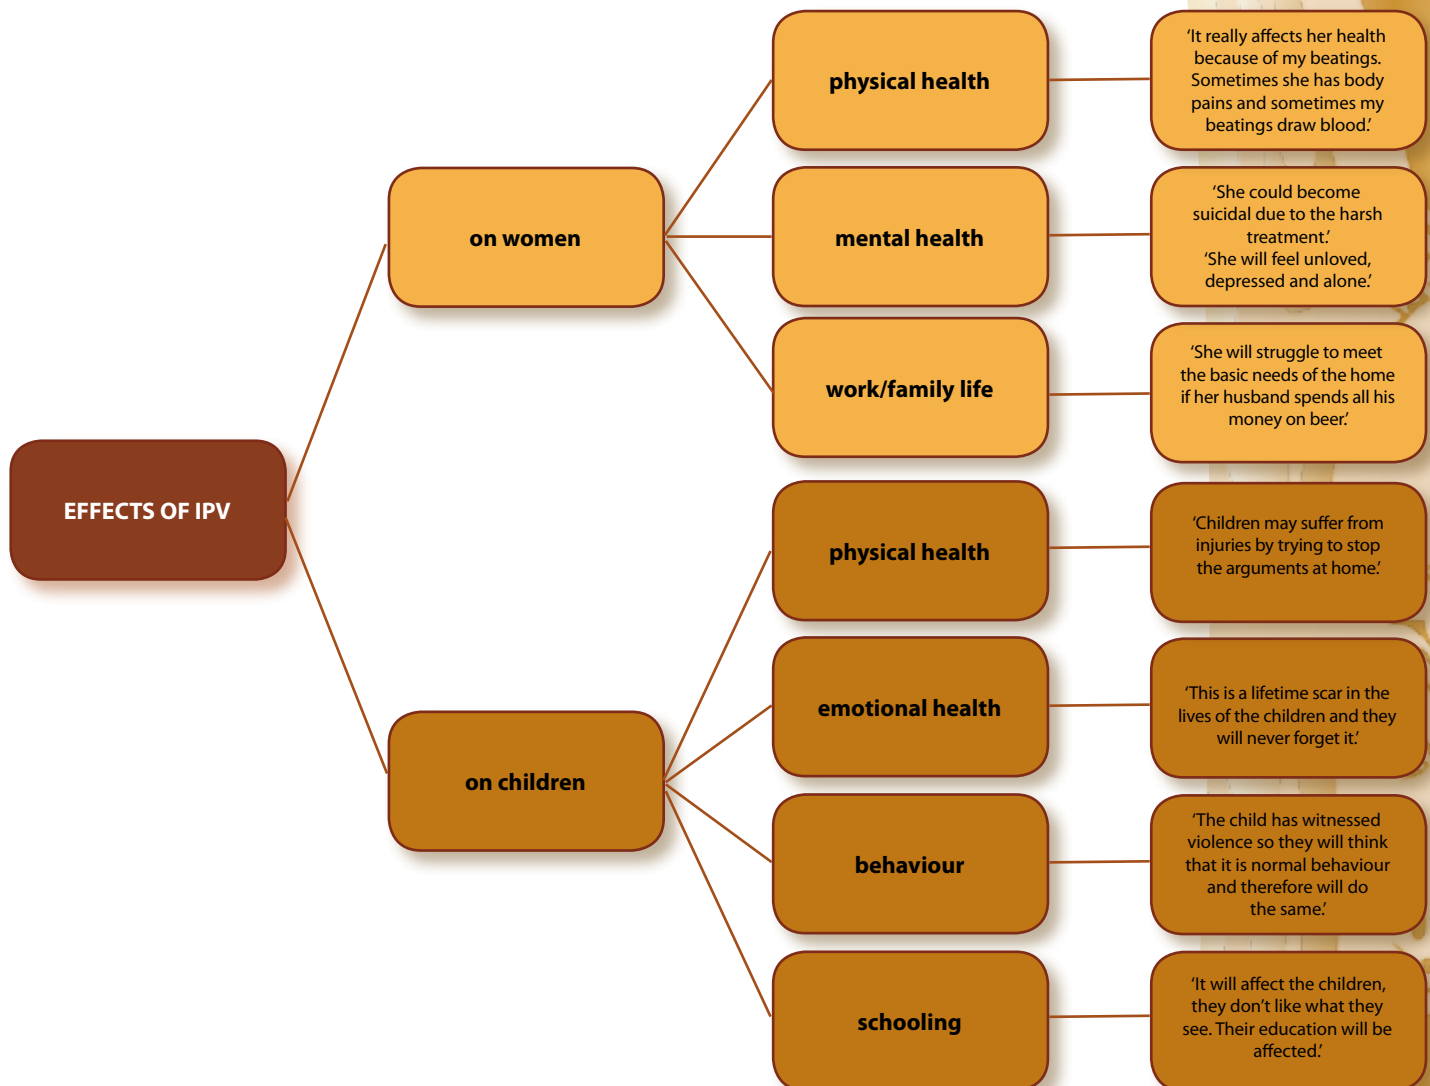 EFFECTS OF IPV
on women
physical health
‘It really affects her health
because of my beatings.
Sometimes she has body
pains and sometimes my
beatings draw blood.’
mental health
‘She could become
suicidal due to the harsh
treatment.’
‘She will feel unloved,
depressed and alone.’
work/family life
‘She will struggle to meet
the basic needs of the home
if her husband spends all his
money on beer.’
on children
physical health
‘Children may suffer from
injuries by trying to stop
the arguments at home.’
emotional health
‘This is a lifetime scar in the
lives of the children and they
will never forget it.’
behaviour
‘The child has witnessed
violence so they will think
that it is normal behaviour
and therefore will do
the same.’
schooling
‘It will affect the children,
they don’t like what they
see. Their education will be
affected.’